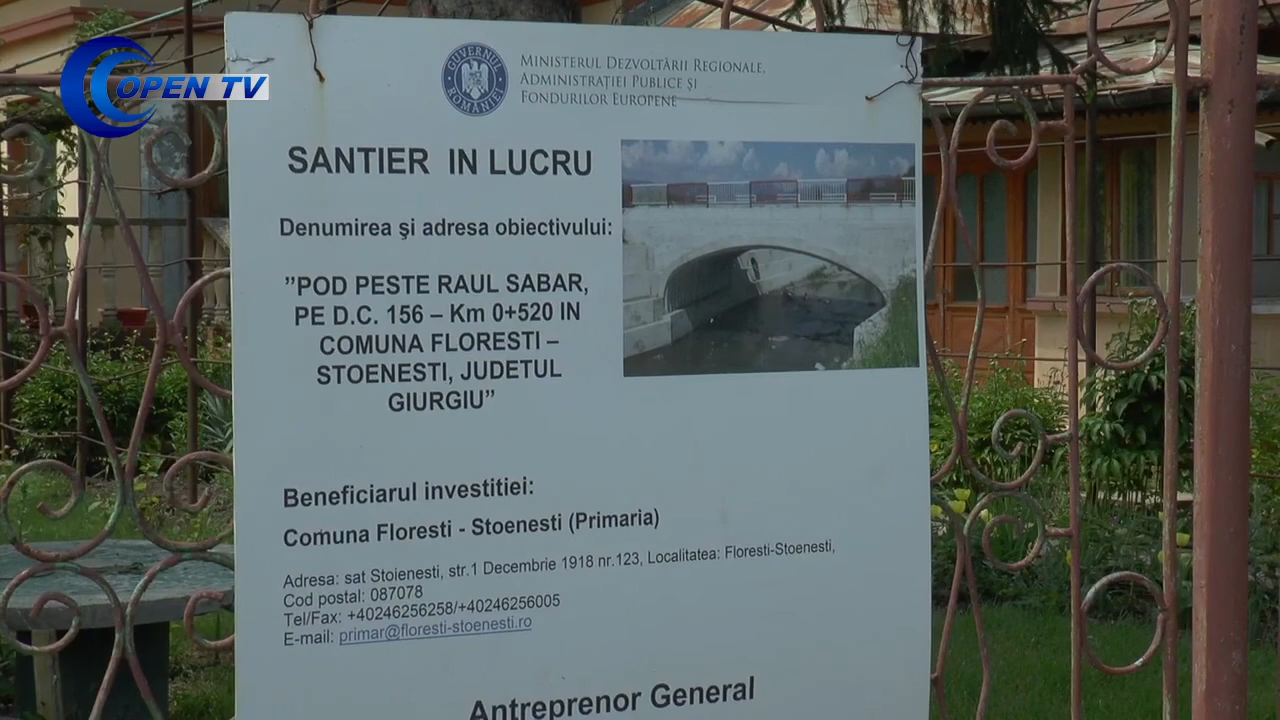 OPEN TV
GUVERNUL ROMÂNIEI
MINISTERUL DEZVOLTĂRII REGIONALE,
ADMINISTRAȚIEI PUBLICE ȘI
FONDURILOR EUROPENE
SANTIER IN LUCRU
Denumirea şi adresa obiectivului:
”POD PESTE RAUL SABAR,
PE D.C. 156 – Km 0+520 IN
COMUNA FLORESTI –
STOENESTI, JUDETUL
GIURGIU”
Beneficiarul investitiei:
Comuna Floresti - Stoenesti (Primaria)
Adresa: sat Stoienesti, str.1 Decembrie 1918 nr.123, Localitatea: Floresti-Stoenesti,
Cod postal: 087078
Tel/Fax: +40246256258/+40246256005
E-mail: primar@floresti-stoenesti.ro
Antreprenor General